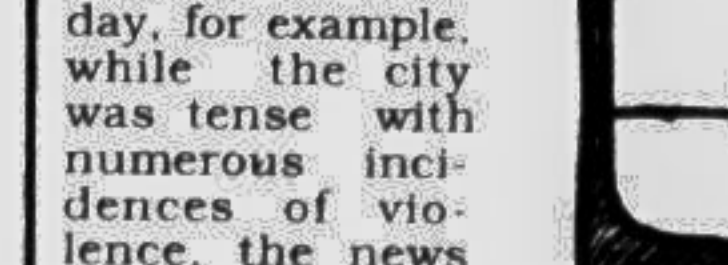 day, for example,
while the city
was tense with
numerous inci-
dences of vio-
lence, the news